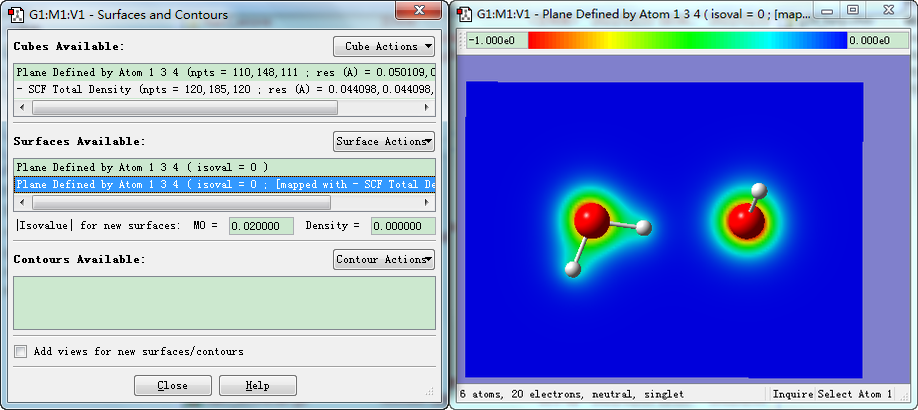 G1:M1:V1 - Surfaces and Contours
Cubes Available:
Cube Actions
Plane Defined by Atom 1 3 4 (npts = 110,148,111 ; res (A) = 0.050109,0
- SCF Total Density (npts = 120,185,120 ; res (A) = 0.044098,0.044098,
Surfaces Available:
Surface Actions
Plane Defined by Atom 1 3 4 ( isoval = 0 )
Plane Defined by Atom 1 3 4 ( isoval = 0 ; [mapped with - SCF Total De
|Isovalue| for new surfaces: MO = 0.020000 Density = 0.000000
Contours Available:
Contour Actions
Add views for new surfaces/contours
Close
Help
G1:M1:V1 - Plane Defined by Atom 1 3 4 ( isoval = 0 ; [map...
-1.000e0
0.000e0
6 atoms, 20 electrons, neutral, singlet
Inquire
Select Atom 1